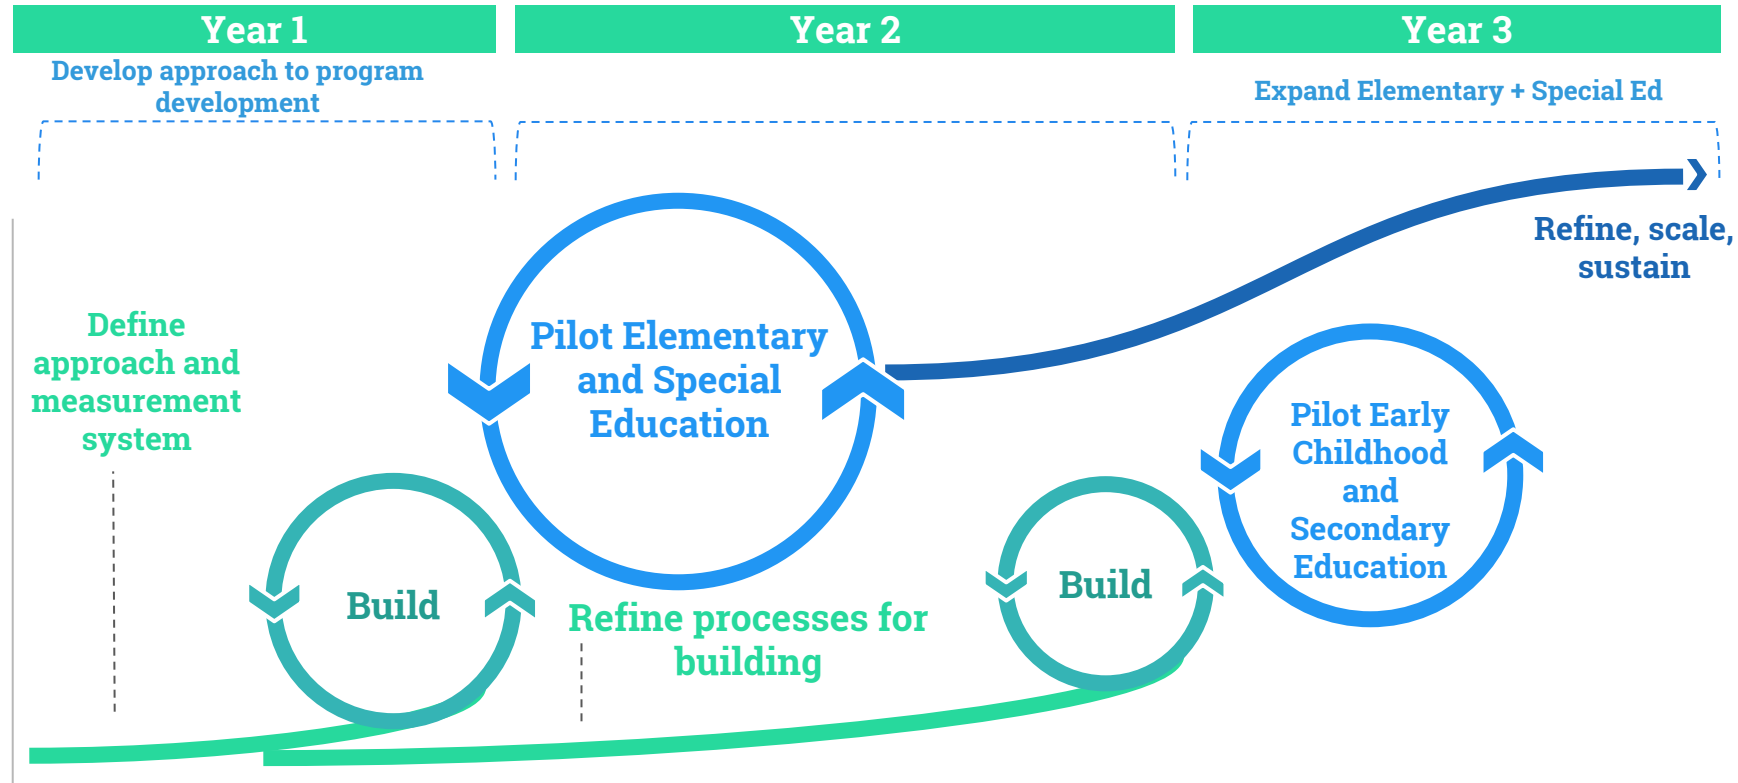 Year 1
Year 2
Year 3
Develop approach to program
development
Expand Elementary + Special Ed
Refine, scale,
sustain
Define
approach and
measurement
system
Pilot Elementary
and Special
Education
Pilot Early
Childhood
and
Secondary
Education
Build
Build
Refine processes for
building